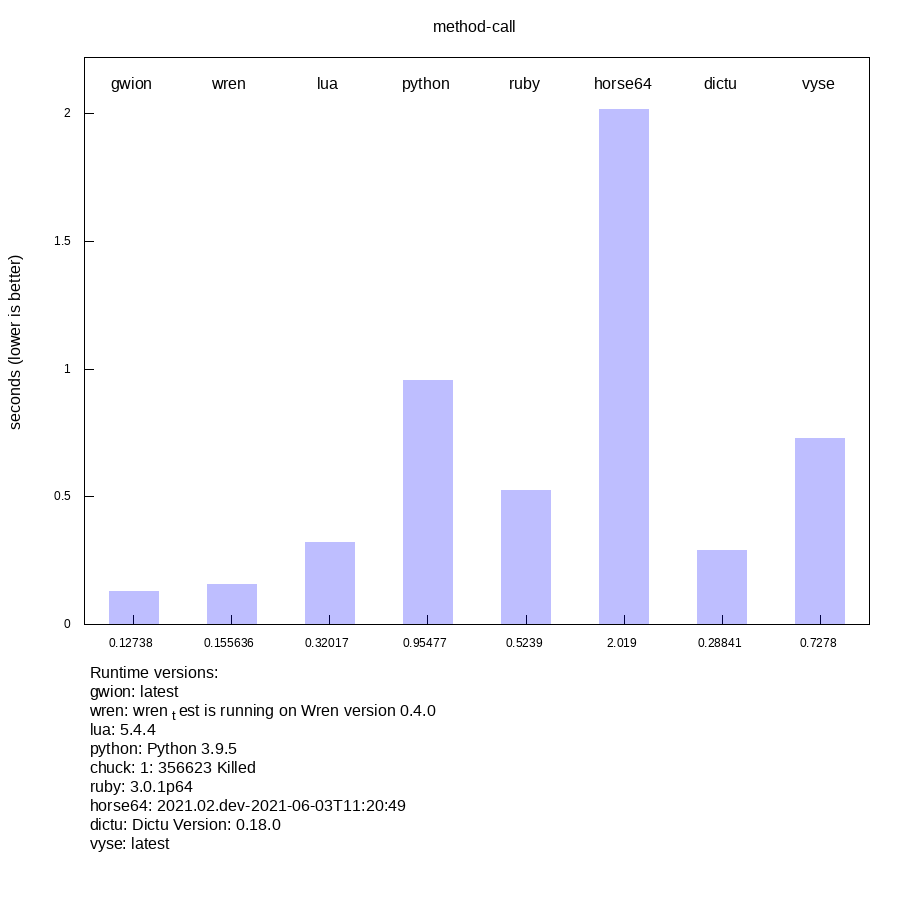 method-call
gwion wren lua python ruby horse64 dictu vyse
2
1.5
1
0.5
0
seconds (lower is better)
0.12738 0.155636 0.32017 0.95477 0.5239 2.019 0.28841 0.7278
Runtime versions:
gwion: latest
wren: wren test is running on Wren version 0.4.0
lua: 5.4.4
python: Python 3.9.5
chuck: 1: 356623 Killed
ruby: 3.0.1p64
horse64: 2021.02.dev-2021-06-03T11:20:49
dictu: Dictu Version: 0.18.0
vyse: latest